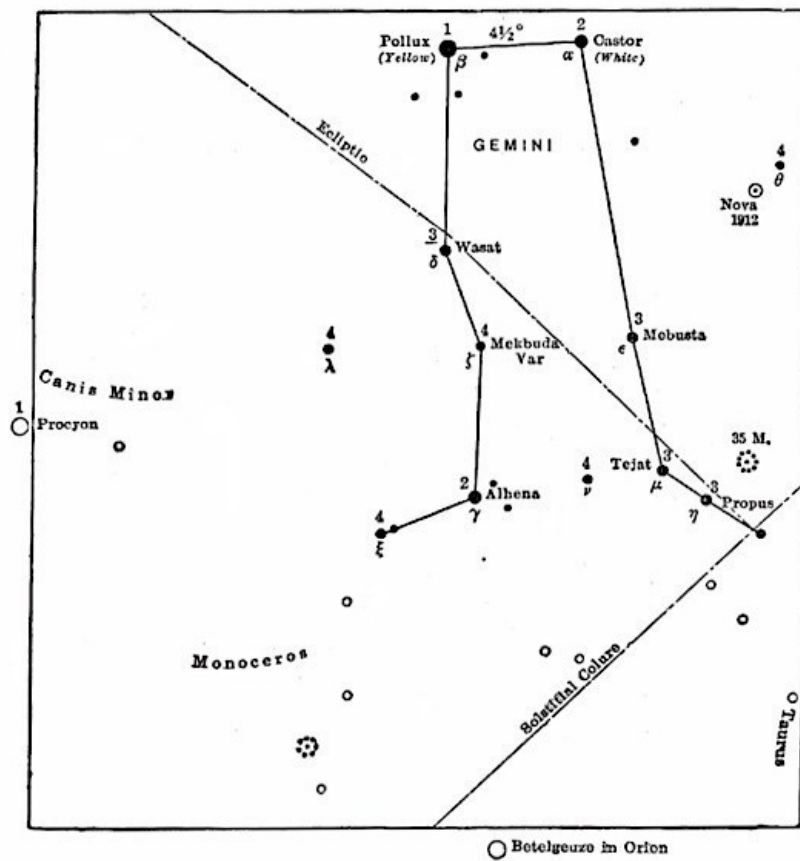 1
2
Pollux
4½°
Castor
(Yellow)
β
α
(White)
Ecliptic
GEMINI
4
θ
Nova
1912
3
Wasat
δ
4
λ
4
Mekbuda
ζ
Var
3
Mobusta
ϵ
Canis Minor
1
Procyon
35 M.
Tejat
3
μ
4
ν
3
Propus
η
2
Alhena
γ
4
ξ
Monoceros
Solstitial Colure
Taurus
Betelgeuze in Orion